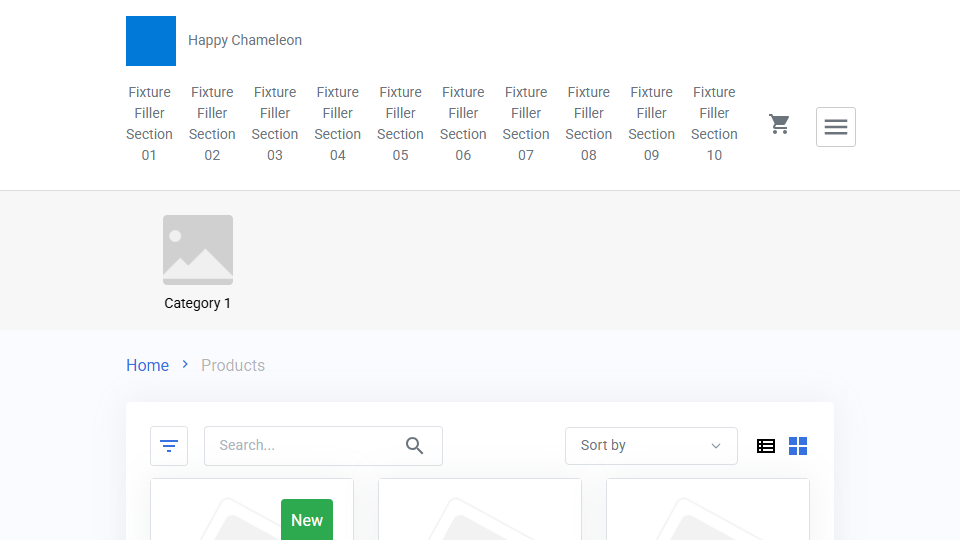 Happy Chameleon
Fixture Filler Section 01
Fixture Filler Section 02
Fixture Filler Section 03
Fixture Filler Section 04
Fixture Filler Section 05
Fixture Filler Section 06
Fixture Filler Section 07
Fixture Filler Section 08
Fixture Filler Section 09
Fixture Filler Section 10
Category 1
Home
Products
Search...
Sort by
New